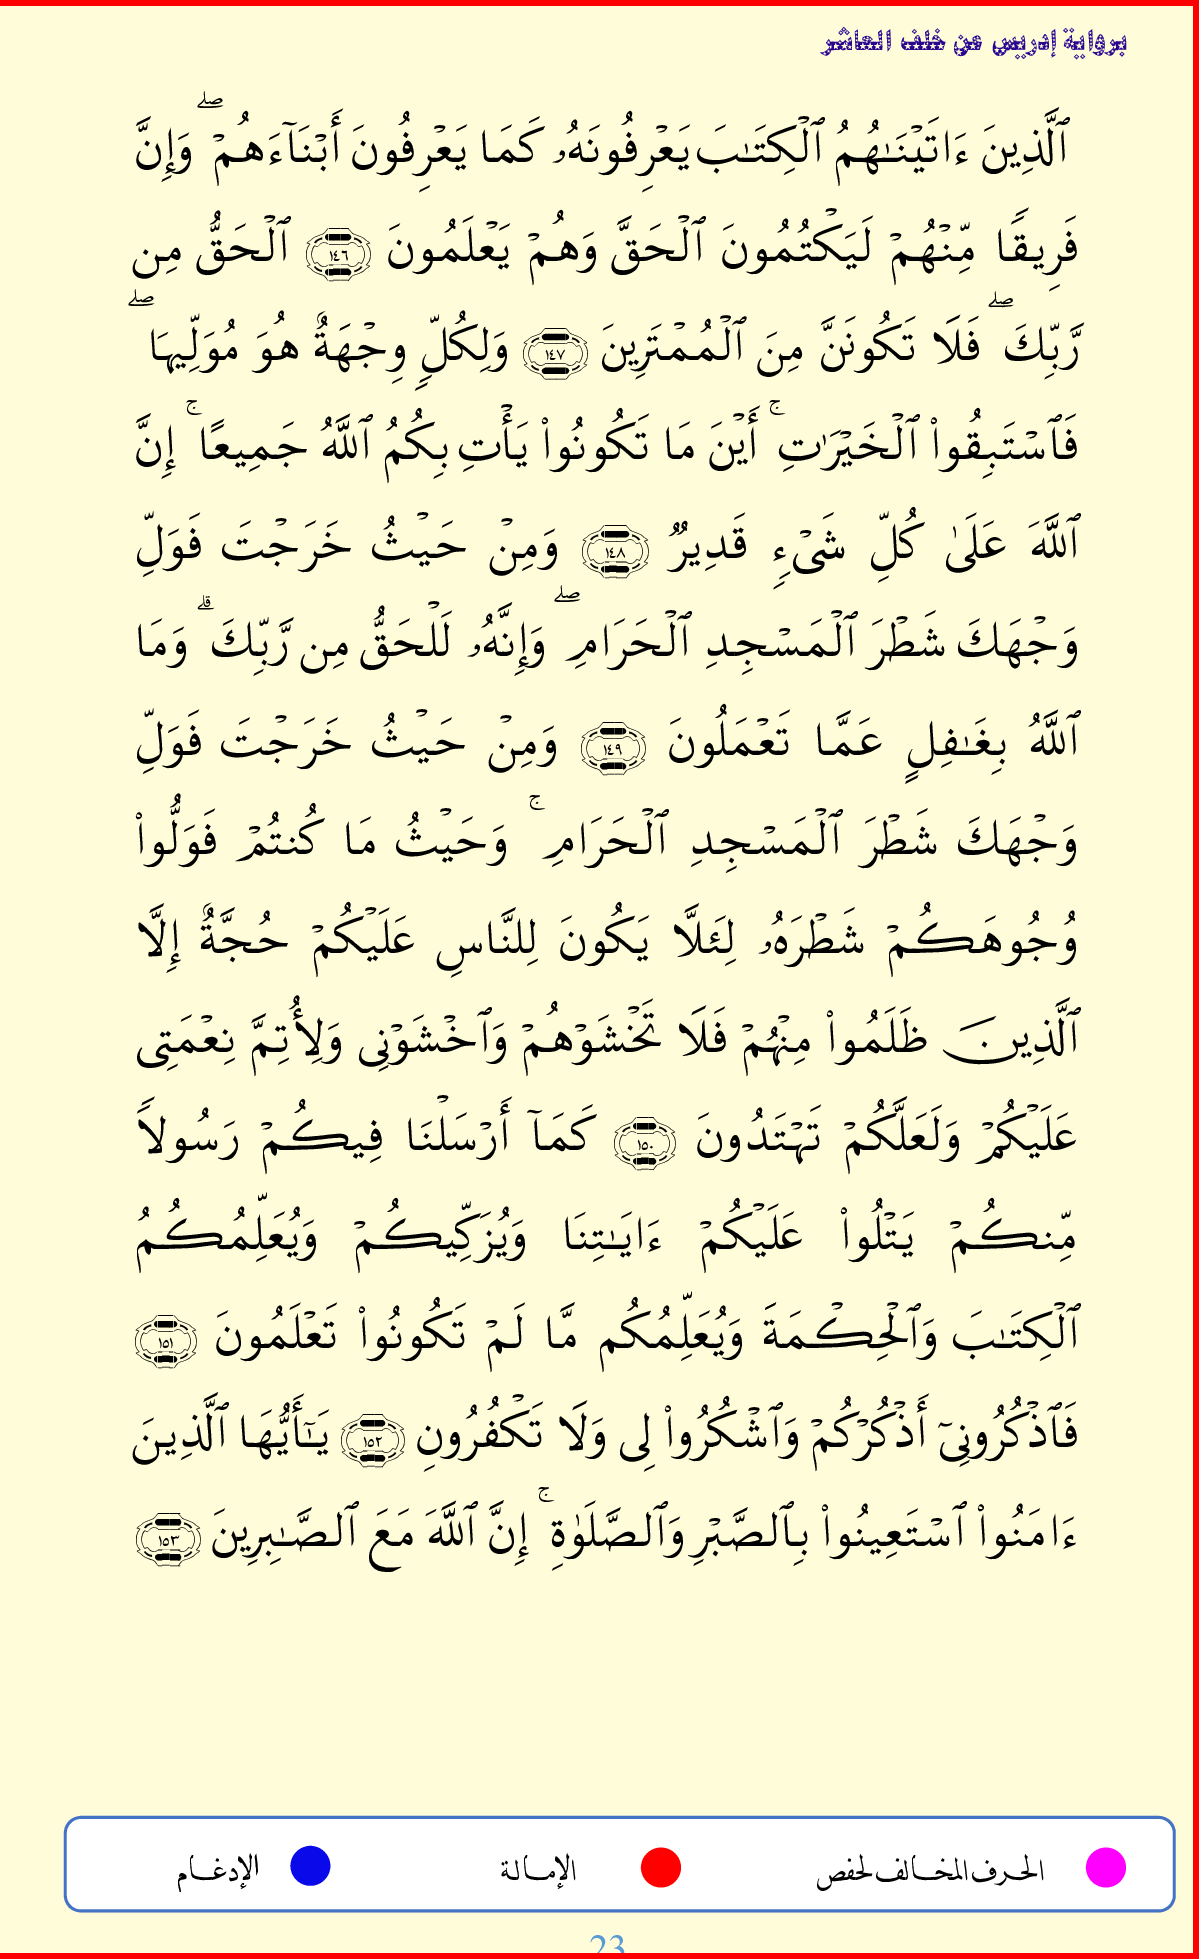 برواية إدريس عن خلف العاشر
ٱلَّذِينَ ءَاتَيۡنَـٰهُمُ ٱلۡكِتَـٰبَ يَعۡرِفُونَهُۥ كَمَا يَعۡرِفُونَ أَبۡنَآءَهُمۡۖ وَإِنَّ
فَرِيقًا مِّنۡهُمۡ لَيَكۡتُمُونَ ٱلۡحَقَّ وَهُمۡ يَعۡلَمُونَ ١٤٦ ٱلۡحَقُّ مِن
رَّبِّكَۖ فَلَا تَكُونَنَّ مِنَ ٱلۡمُمۡتَرِينَ ١٤٧ وَلِكُلٍّ وِجۡهَةٌ هُوَ مُوَلِّيهَاۖ
فَٱسۡتَبِقُوا۟ ٱلۡخَيۡرَٰتِۚ أَيۡنَ مَا تَكُونُوا۟ يَأۡتِ بِكُمُ ٱللَّهُ جَمِيعًاۚ إِنَّ
ٱللَّهَ عَلَىٰ كُلِّ شَىۡءٍ قَدِيرٌ ١٤٨ وَمِنۡ حَيۡثُ خَرَجۡتَ فَوَلِّ
وَجۡهَكَ شَطۡرَ ٱلۡمَسۡجِدِ ٱلۡحَرَامِۖ وَإِنَّهُۥ لَلۡحَقُّ مِن رَّبِّكَۗ وَمَا
ٱللَّهُ بِغَـٰفِلٍ عَمَّا تَعۡمَلُونَ ١٤٩ وَمِنۡ حَيۡثُ خَرَجۡتَ فَوَلِّ
وَجۡهَكَ شَطۡرَ ٱلۡمَسۡجِدِ ٱلۡحَرَامِۚ وَحَيۡثُ مَا كُنتُمۡ فَوَلُّوا۟
وُجُوهَكُمۡ شَطۡرَهُۥ لِئَلَّا يَكُونَ لِلنَّاسِ عَلَيۡكُمۡ حُجَّةٌ إِلَّا
ٱلَّذِينَ ظَلَمُوا۟ مِنۡهُمۡ فَلَا تَخۡشَوۡهُمۡ وَٱخۡشَوۡنِى وَلِأُتِمَّ نِعۡمَتِى
عَلَيۡكُمۡ وَلَعَلَّكُمۡ تَهۡتَدُونَ ١٥٠ كَمَآ أَرۡسَلۡنَا فِيكُمۡ رَسُولًا
مِّنكُمۡ يَتۡلُوا۟ عَلَيۡكُمۡ ءَايَـٰتِنَا وَيُزَكِّيكُمۡ وَيُعَلِّمُكُمُ
ٱلۡكِتَـٰبَ وَٱلۡحِكۡمَةَ وَيُعَلِّمُكُم مَّا لَمۡ تَكُونُوا۟ تَعۡلَمُونَ ١٥١
فَٱذۡكُرُونِىٓ أَذۡكُرۡكُمۡ وَٱشۡكُرُوا۟ لِى وَلَا تَكۡفُرُونِ ١٥٢ يَـٰٓأَيُّهَا ٱلَّذِينَ
ءَامَنُوا۟ ٱسۡتَعِينُوا۟ بِٱلصَّبۡرِ وَٱلصَّلَوٰةِۚ إِنَّ ٱللَّهَ مَعَ ٱلصَّـٰبِرِينَ ١٥٣
الحرف المخالف لحفص الإمالة الإدغام
23